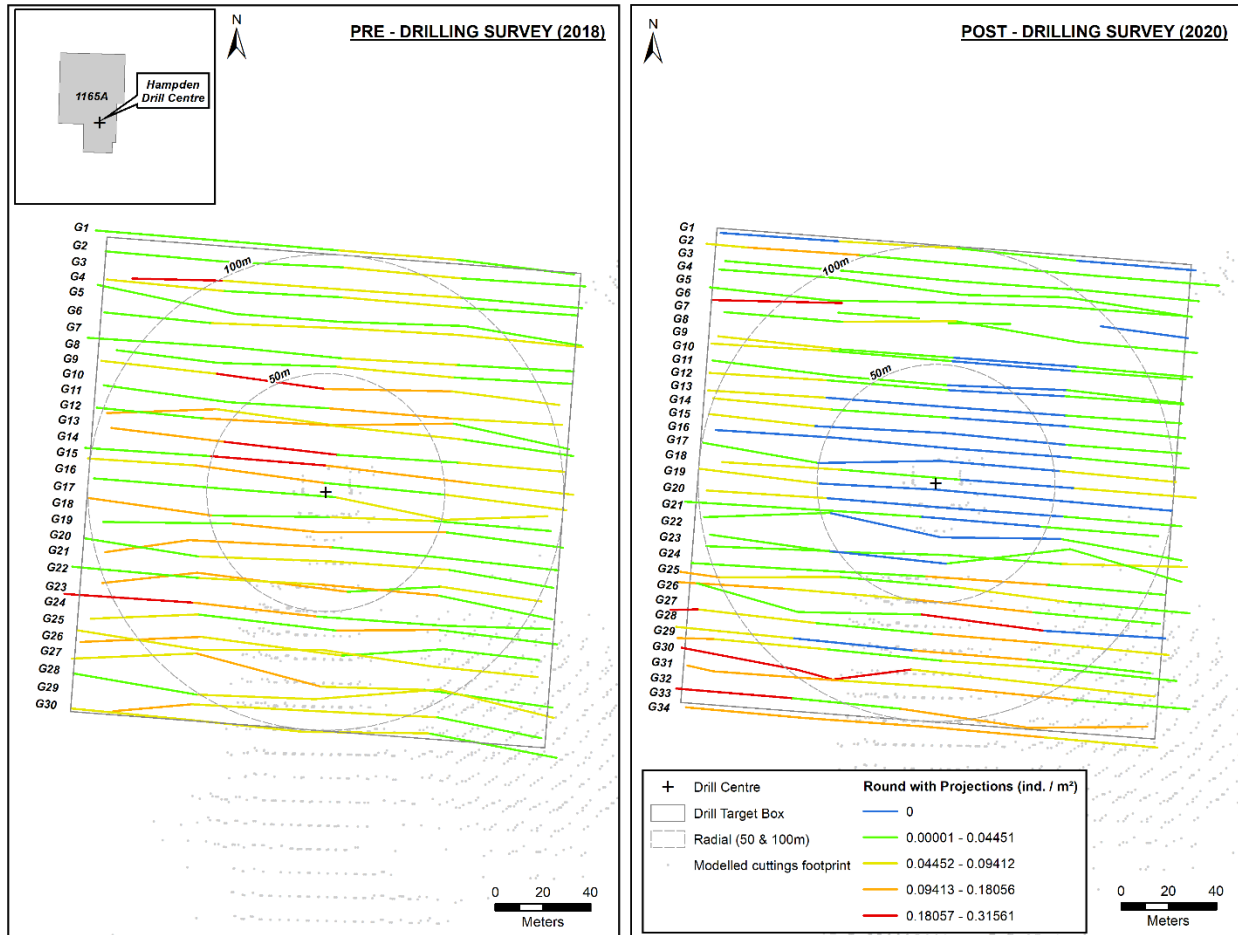 N
PRE - DRILLING SURVEY (2018)
1165A
Hampden
Drill Centre
G1
G2
G3
G4
G5
G6
G7
G8
G9
G10
G11
G12
G13
G14
G15
G16
G17
G18
G19
G20
G21
G22
G23
G24
G25
G26
G27
G28
G29
G30
100m
50m
0 20 40
Meters
N
POST - DRILLING SURVEY (2020)
G1
G2
G3
G4
G5
G6
G7
G8
G9
G10
G11
G12
G13
G14
G15
G16
G17
G18
G19
G20
G21
G22
G23
G24
G25
G26
G27
G28
G29
G30
G31
G32
G33
G34
100m
50m
Drill Centre
Drill Target Box
Radial (50 & 100m)
Modelled cuttings footprint
Round with Projections (ind. / m²)
0
0.00001 - 0.04451
0.04452 - 0.09412
0.09413 - 0.18056
0.18057 - 0.31561
0 20 40
Meters